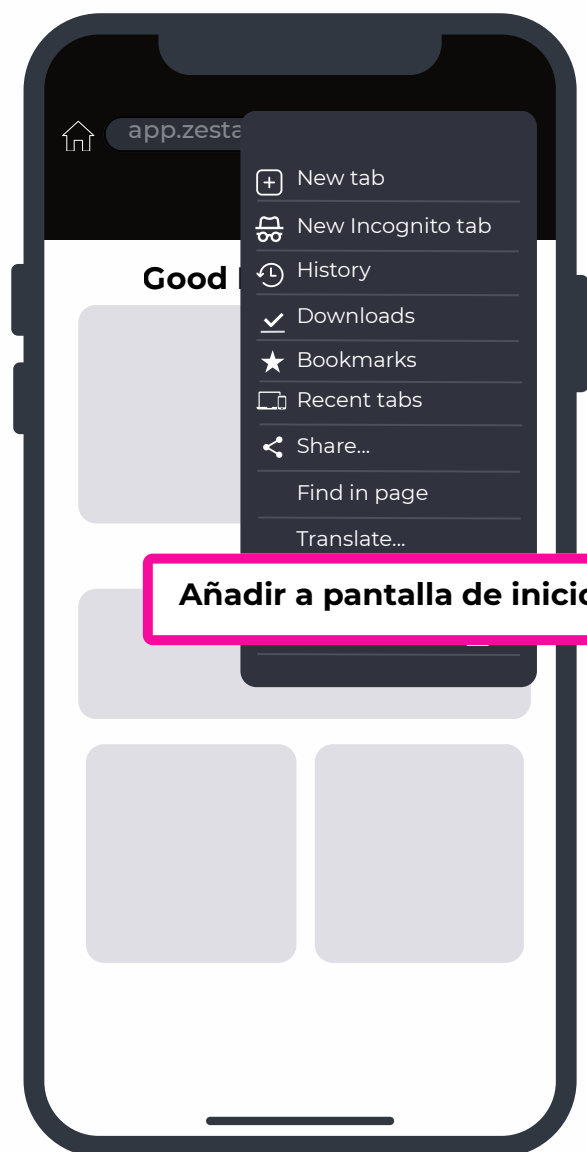 app.zesta
New tab
New Incognito tab
Good
History
Downloads
Bookmarks
Recent tabs
Share...
Find in page
Translate...
Añadir a pantalla de inicio